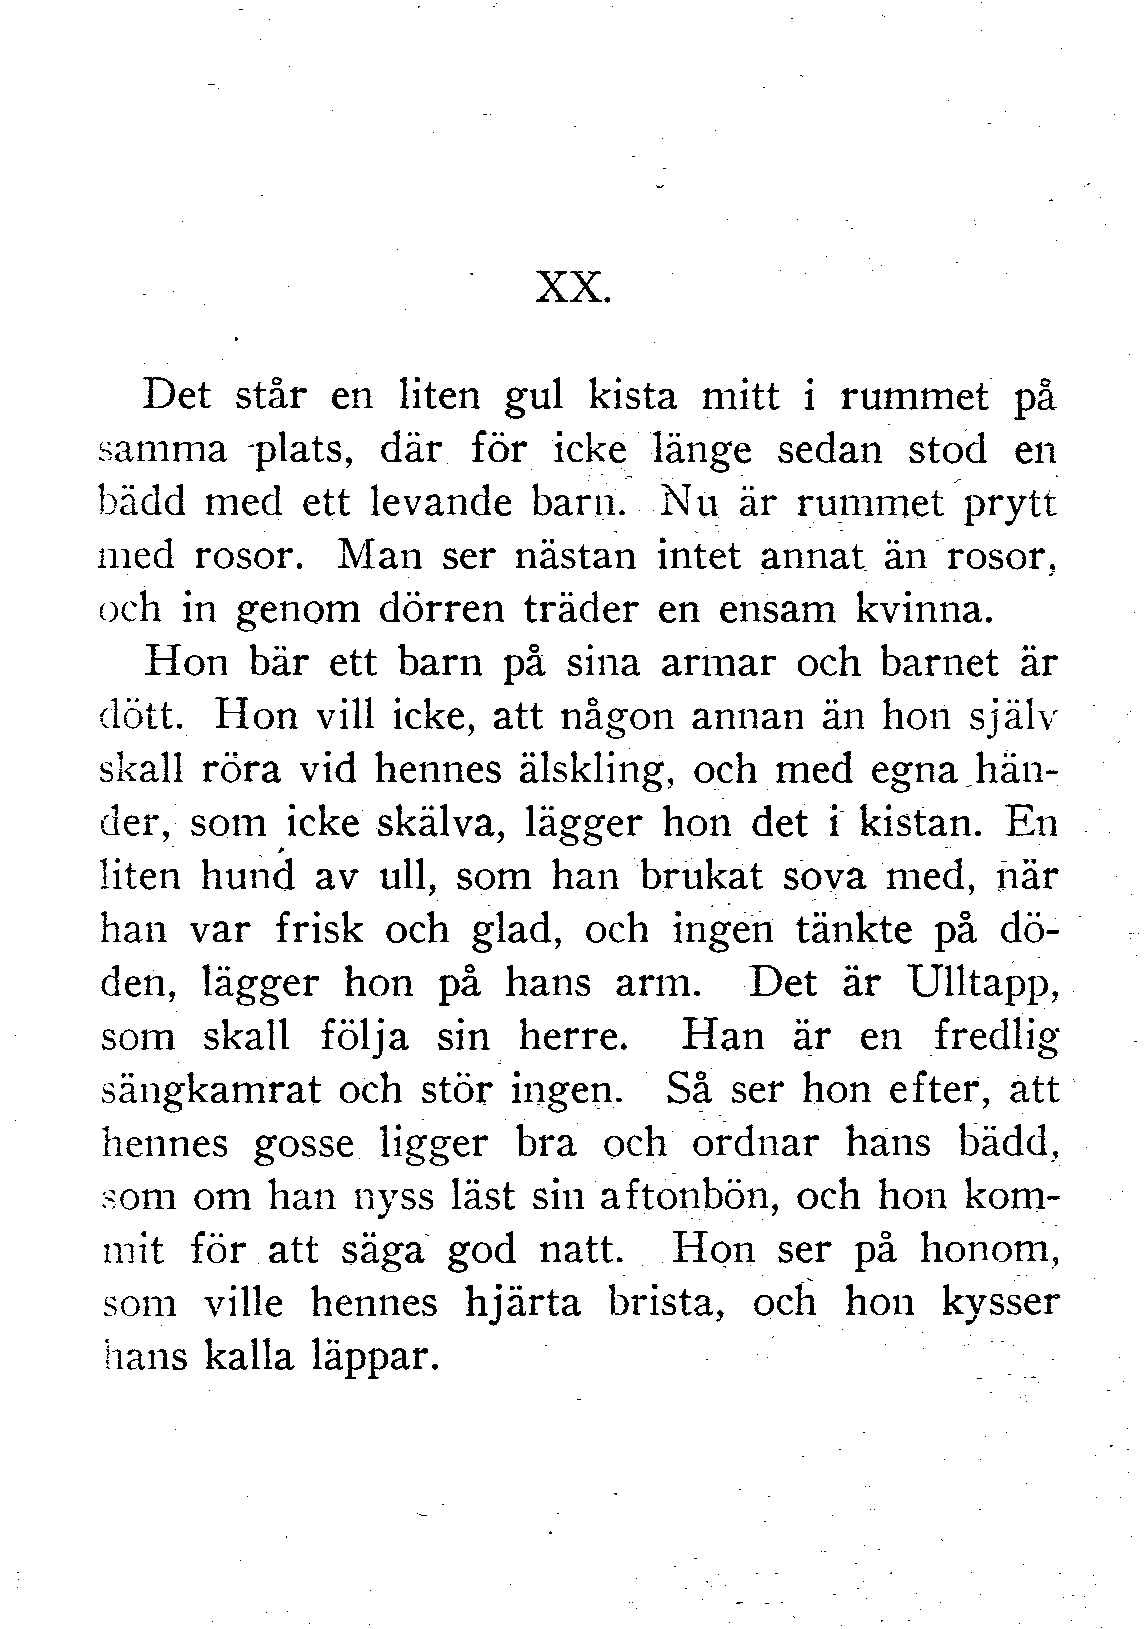 XX.
Det står en liten gul kista mitt i rummet på
samma plats, där för icke länge sedan stod en
bädd med ett levande barn. Nu är rummet prytt
med rosor. Man ser nästan intet annat än rosor,
och in genom dörren träder en ensam kvinna.
Hon bär ett barn på sina armar och barnet är
dött. Hon vill icke, att någon annan än hon själv
skall röra vid hennes älskling, och med egna hän-
der, som icke skälva, lägger hon det i kistan. En
liten hund av ull, som han brukat sova med, när
han var frisk och glad, och ingen tänkte på dö-
den, lägger hon på hans arm. Det är Ulltapp,
som skall följa sin herre. Han är en fredlig
sängkamrat och stör ingen. Så ser hon efter, att
hennes gosse ligger bra och ordnar hans bädd,
som om han nyss läst sin aftonbön, och hon kom-
mit för att säga god natt. Hon ser på honom,
som ville hennes hjärta brista, och hon kysser
hans kalla läppar.